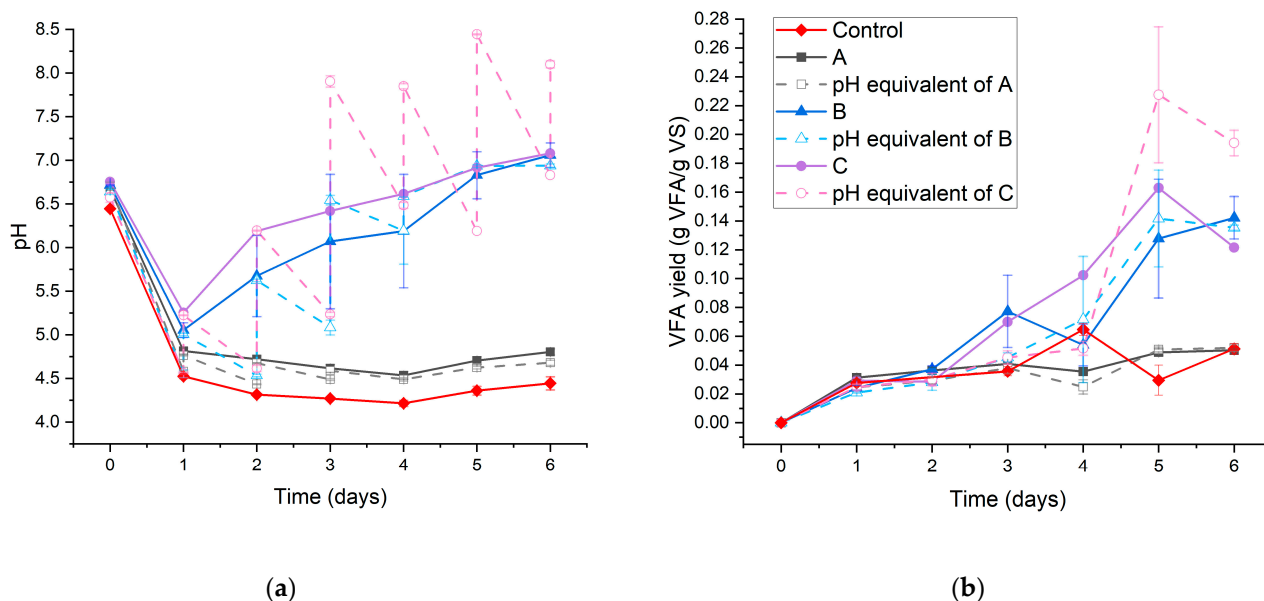 8.5
8.0
7.5
7.0
6.5
6.0
5.5
5.0
4.5
4.0
pH
0 1 2 3 4 5 6
Time (days)
(a)
0.28
0.26
0.24
0.22
0.20
0.18
0.16
0.14
0.12
0.10
0.08
0.06
0.04
0.02
0.00
VFA yield (g VFA/g VS)
Control
A
pH equivalent of A
B
pH equivalent of B
C
pH equivalent of C
0 1 2 3 4 5 6
Time (days)
(b)